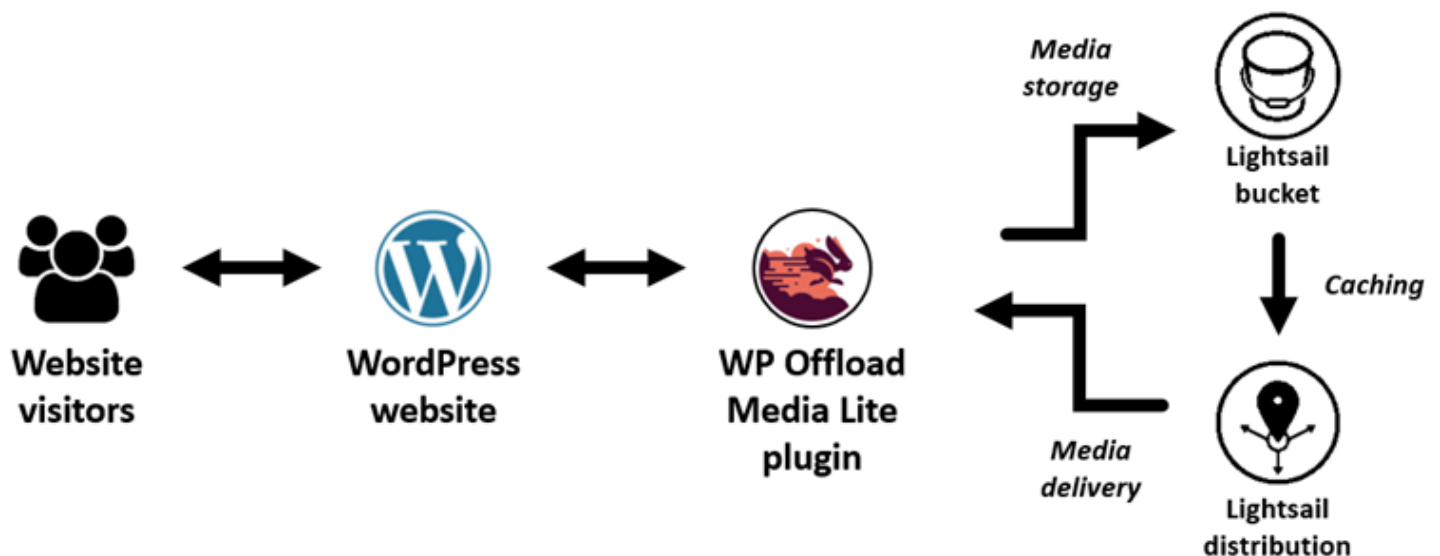 Website
visitors
WordPress
website
WP Offload
Media Lite
plugin
Media
storage
Lightsail
bucket
Caching
Media
delivery
Lightsail
distribution